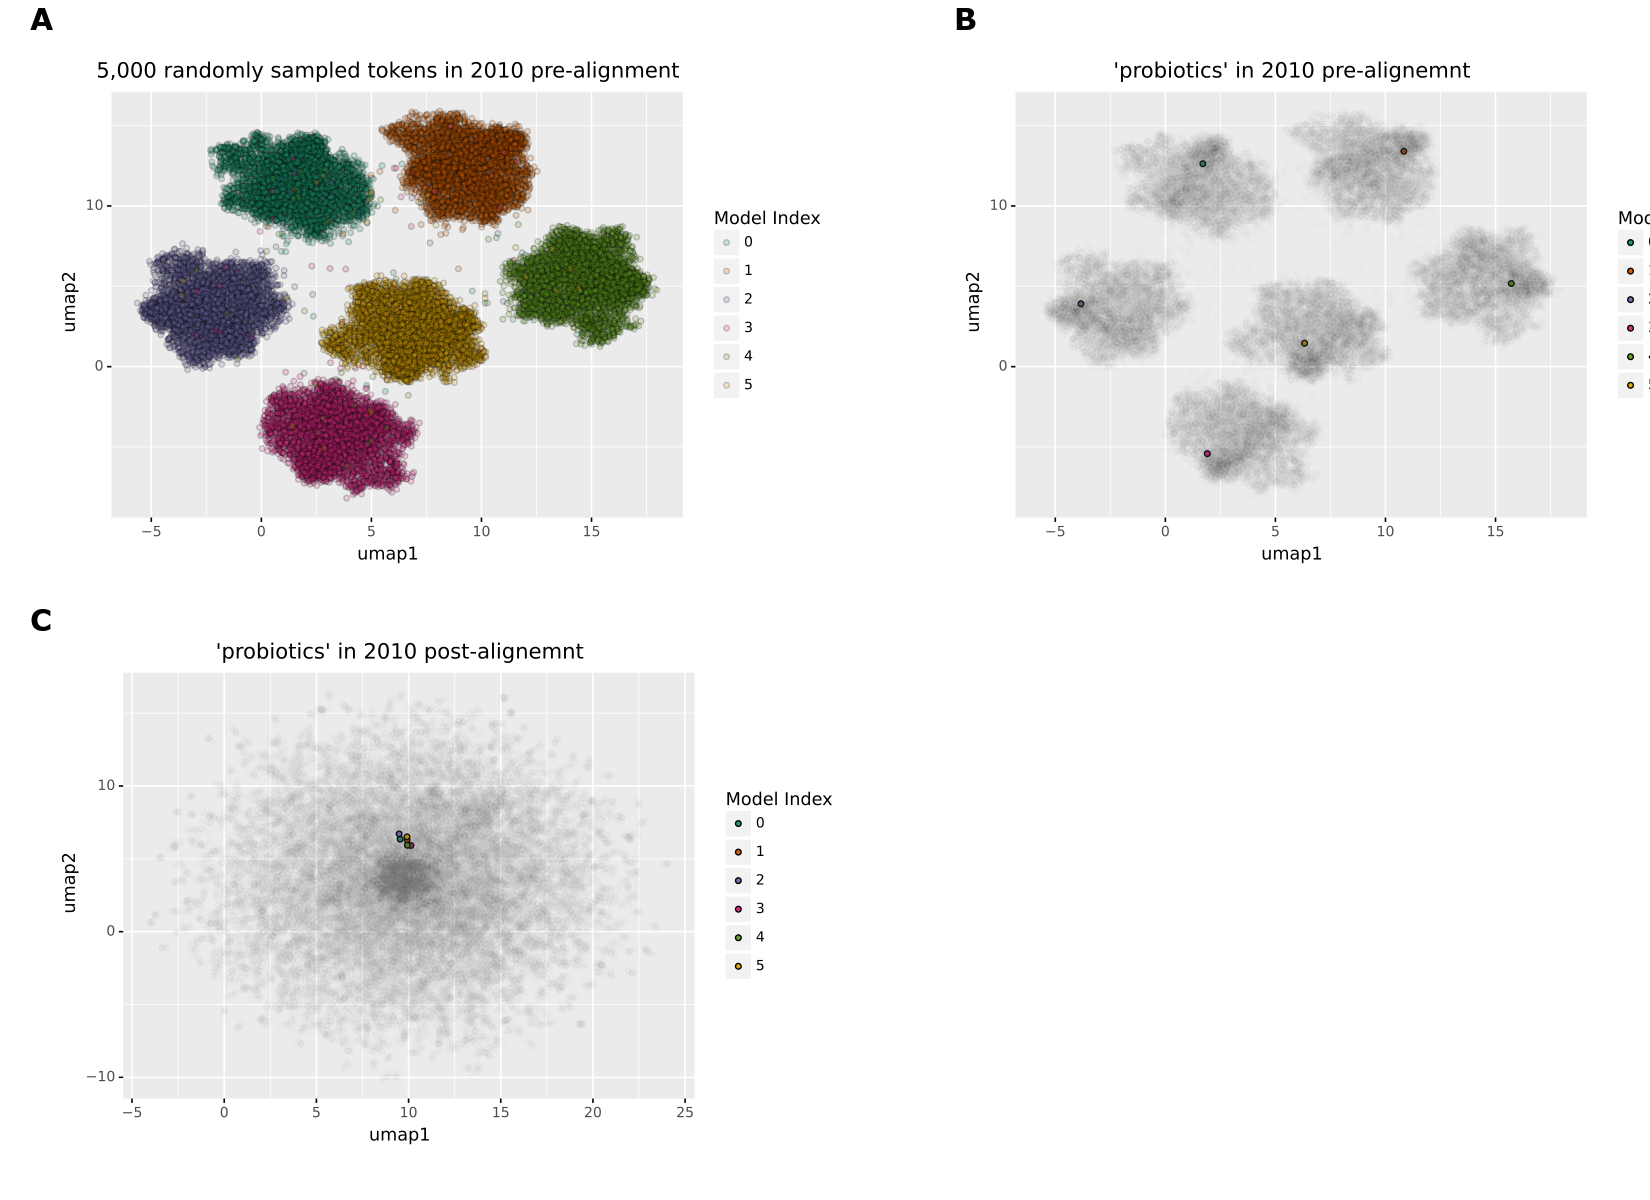 A
5,000 randomly sampled tokens in 2010 pre-alignment
10
0
−5
0
5
10
15
umap1
umap2
Model Index
0
1
2
3
4
5
B
'probiotics' in 2010 pre-alignemnt
10
0
−5
0
5
10
15
umap1
umap2
C
'probiotics' in 2010 post-alignemnt
10
0
−10
−5
0
5
10
15
20
25
umap1
umap2
Model Index
0
1
2
3
4
5